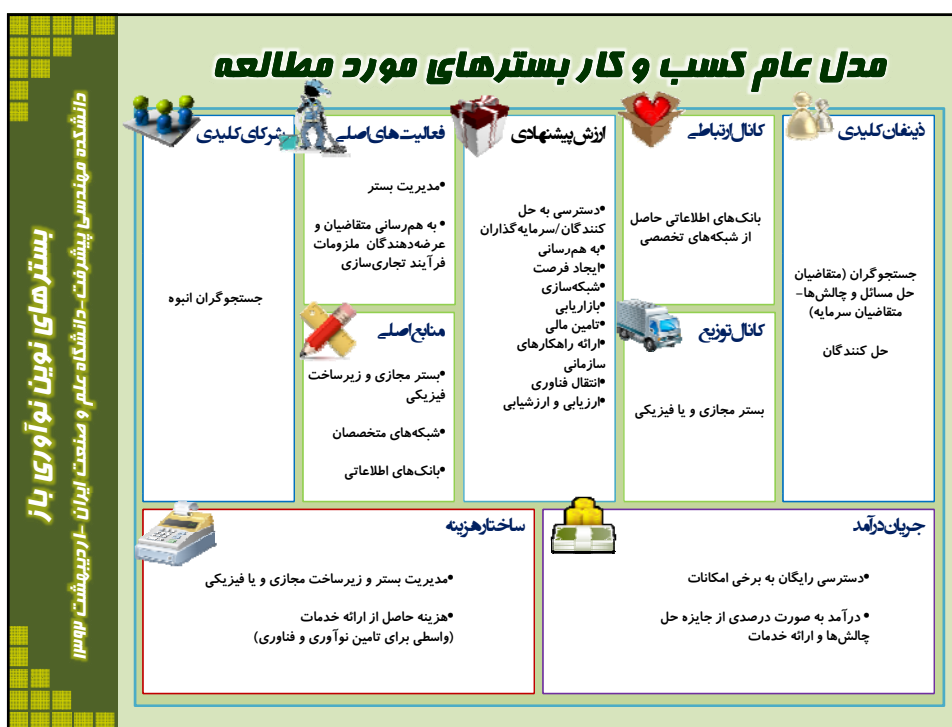 مدل عام کسب و کار بسترهای مورد مطالعه
ذینفعان کلیدی
جستجوگران (متقاضیان
حل مسائل و چالش‌ها–
متقاضیان سرمایه)
حل کنندگان
کانال ارتباطی
بانک‌های اطلاعاتی حاصل
از شبکه‌های تخصصی
کانال توزیع
بستر مجازی و یا فیزیکی
ارزش پیشنهادی
•دسترسی به حل
کنندگان/سرمایه‌گذاران
•به هم‌رسانی
•ایجاد فرصت
•شبکه‌سازی
•بازاریابی
•تامین مالی
•ارائه راهکارهای
سازمانی
•انتقال فناوری
•ارزیابی و ارزشیابی
فعالیت‌های اصلی
•مدیریت بستر
• به هم‌رسانی متقاضیان و
عرضه‌دهندگان ملزومات
فرآیند تجاری‌سازی
منابع اصلی
•بستر مجازی و زیرساخت
فیزیکی
•شبکه‌های متخصصان
•بانک‌های اطلاعاتی
شرکای کلیدی
جستجوگران انبوه
جریان درآمد
•دسترسی رایگان به برخی امکانات
• درآمد به صورت درصدی از جایزه حل
چالش‌ها و ارائه خدمات
ساختار هزینه
•مدیریت بستر و زیرساخت مجازی و یا فیزیکی
•هزینه حاصل از ارائه خدمات
(واسطی برای تامین نوآوری و فناوری)
بسترهای نوین نوآوری باز
دانشکده مهندسی پیشرفت-دانشگاه علم و صنعت ایران -اردیبهشت ۱۳۹۲